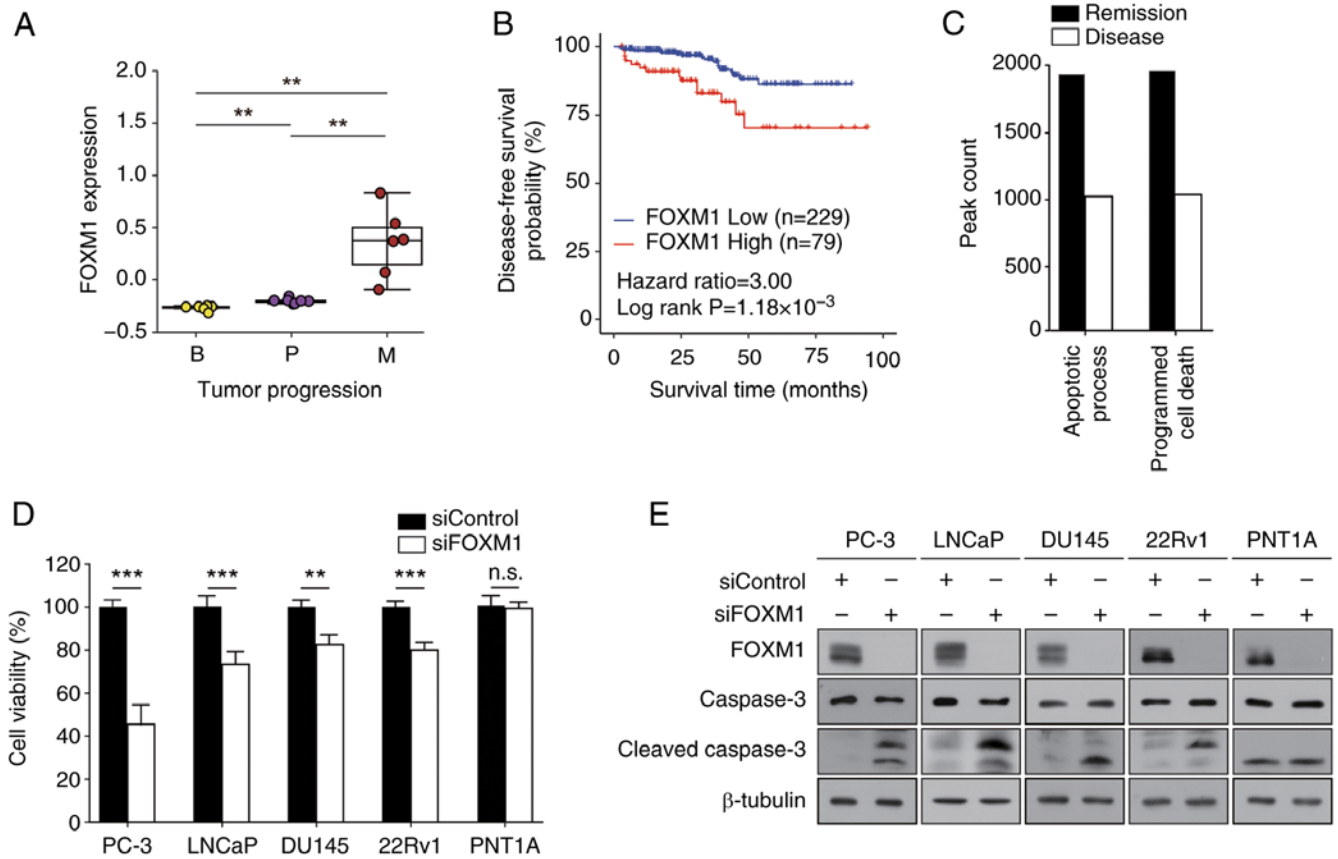 A
2.0
1.5
1.0
0.5
0.0
−0.5
FOXM1 expression
**
**
**
B
P
M
Tumor progression
B
100
75
50
25
0
Disease-free survival
probability (%)
FOXM1 Low (n=229)
FOXM1 High (n=79)
Hazard ratio=3.00
Log rank P=1.18×10⁻³
0
25
50
75
100
Survival time (months)
C
Remission
Disease
2000
1500
1000
500
0
Peak count
Apoptotic
process
Programmed
cell death
D
siControl
siFOXM1
120
100
80
60
40
20
0
Cell viability (%)
***
***
**
***
n.s.
PC-3
LNCaP
DU145
22Rv1
PNT1A
E
PC-3
LNCaP
DU145
22Rv1
PNT1A
siControl + − + − + − + − + −
siFOXM1 − + − + − + − + − +
FOXM1
Caspase-3
Cleaved caspase-3
β-tubulin